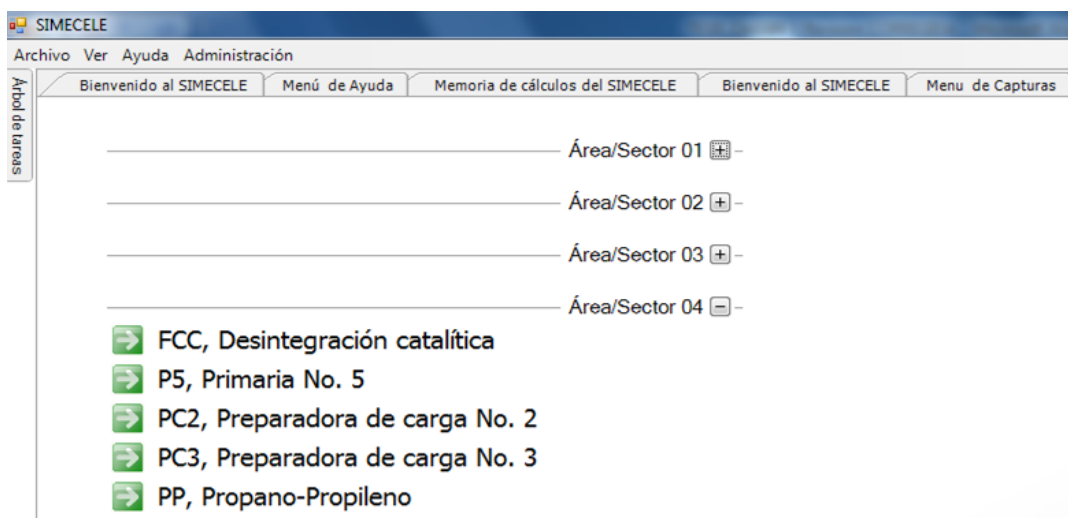 SIMECELE
Archivo Ver Ayuda Administración
Bienvenido al SIMECELE Menú de Ayuda Memoria de cálculos del SIMECELE Bienvenido al SIMECELE Menu de Capturas
Árbol de tareas
Área/Sector 01
Área/Sector 02
Área/Sector 03
Área/Sector 04
FCC, Desintegración catalítica
P5, Primaria No. 5
PC2, Preparadora de carga No. 2
PC3, Preparadora de carga No. 3
PP, Propano-Propileno